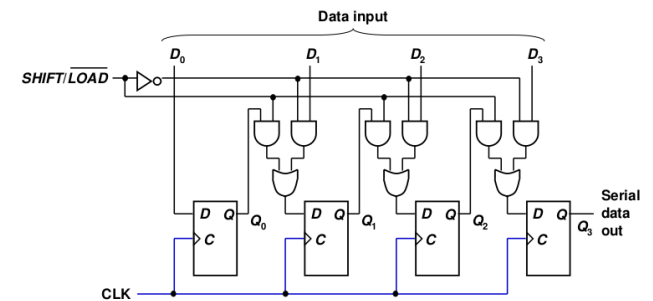 Data input
D0 D1 D2 D3
SHIFT/LOAD
D Q Q0 D Q Q1 D Q Q2 D Q Q3
C C C C
Serial
data
out
CLK